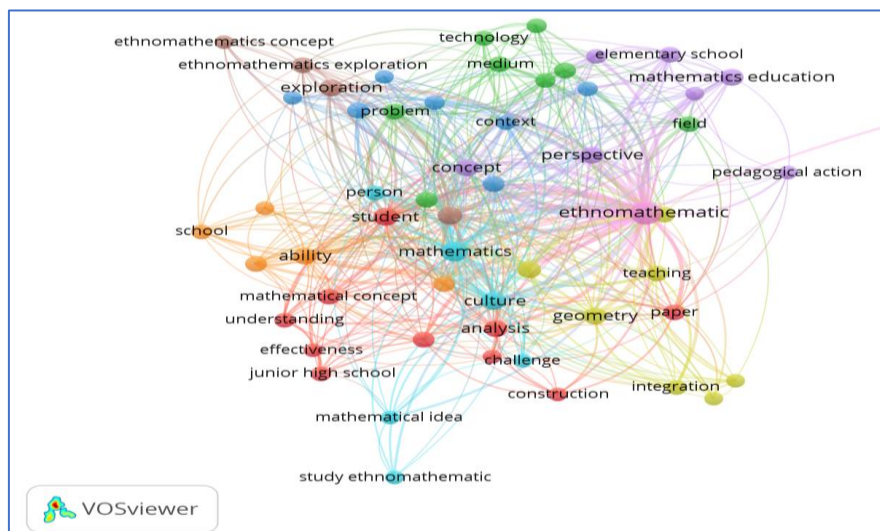 ethnomathematics concept
technology
elementary school
ethnomathematics exploration
medium
mathematics education
exploration
problem
context
field
concept
perspective
pedagogical action
person
student
ethnomathematic
school
mathematics
ability
teaching
mathematical concept
culture
understanding
analysis
geometry
paper
effectiveness
challenge
junior high school
integration
construction
mathematical idea
study ethnomathematic
VOSviewer